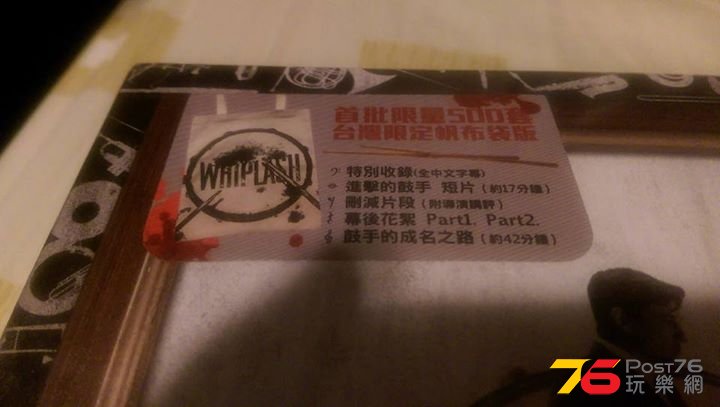 首批限量500套
台灣限定帆布袋版
WHIPLASH
特別收錄(全中文字幕)
進擊的鼓手 短片(約17分鐘)
刪減片段(附導演講評)
幕後花絮 Part1. Part2.
鼓手的成名之路(約42分鐘)
76 POST76
玩樂網